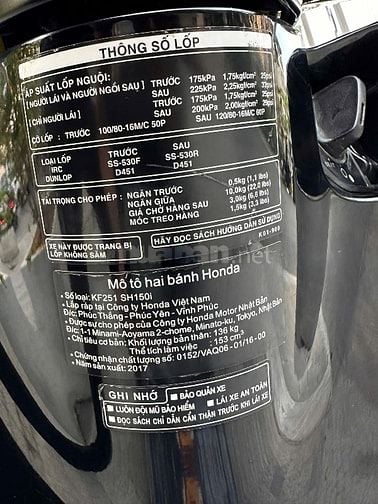 THÔNG SỐ LỐP
ÁP SUẤT LỐP NGUỘI: TRƯỚC 175kPa 1,75kgf/cm² 25psi
[NGƯỜI LÁI VÀ NGƯỜI NGỒI SAU] SAU 225kPa 2,25kgf/cm² 33psi
[CHỈ NGƯỜI LÁI] TRƯỚC 175kPa 1,75kgf/cm² 25psi
SAU 200kPa 2,00kgf/cm² 29psi
CỠ LỐP: TRƯỚC 100/80-16M/C 50P SAU 120/80-16M/C 60P
LOẠI LỐP TRƯỚC SAU
IRC SS-530F SS-530R
DUNLOP D451 D451
TẢI TRỌNG CHO PHÉP: NGĂN TRƯỚC 0,5kg (1,1 lbs)
NGĂN GIỮA 10,0kg (22,0 lbs)
GIÁ CHỞ HÀNG SAU 3,0kg (6,6 lbs)
MÓC TREO HÀNG 1,5kg (3,3 lbs)
XE NÀY ĐƯỢC TRANG BỊ
LỐP KHÔNG SĂM
HÃY ĐỌC SÁCH HƯỚNG DẪN SỬ DỤNG
K01-900
Mô tô hai bánh Honda
• Số loại: KF251 SH150i
• Lắp ráp tại Công ty Honda Việt Nam
Đ/c: Phúc Thắng - Phúc Yên - Vĩnh Phúc
• Được sự cho phép của Công ty Honda Motor Nhật Bản
Đ/c:1-1 Minami-Aoyama 2-chome, Minato-ku, Tokyo, Nhật Bản
• Chỉ tiêu cơ bản: Khối lượng bản thân: 136 kg
Thể tích làm việc : 153 cm³
• Chứng nhận chất lượng số: 0152/VAQ06 - 01/16 - 00
• Năm sản xuất: 2017
GHI NHỚ
BẢO QUẢN XE
LUÔN ĐỘI MŨ BẢO HIỂM
LÁI XE AN TOÀN
ĐỌC SÁCH CHỈ DẪN CẨN THẬN TRƯỚC KHI LÁI XE